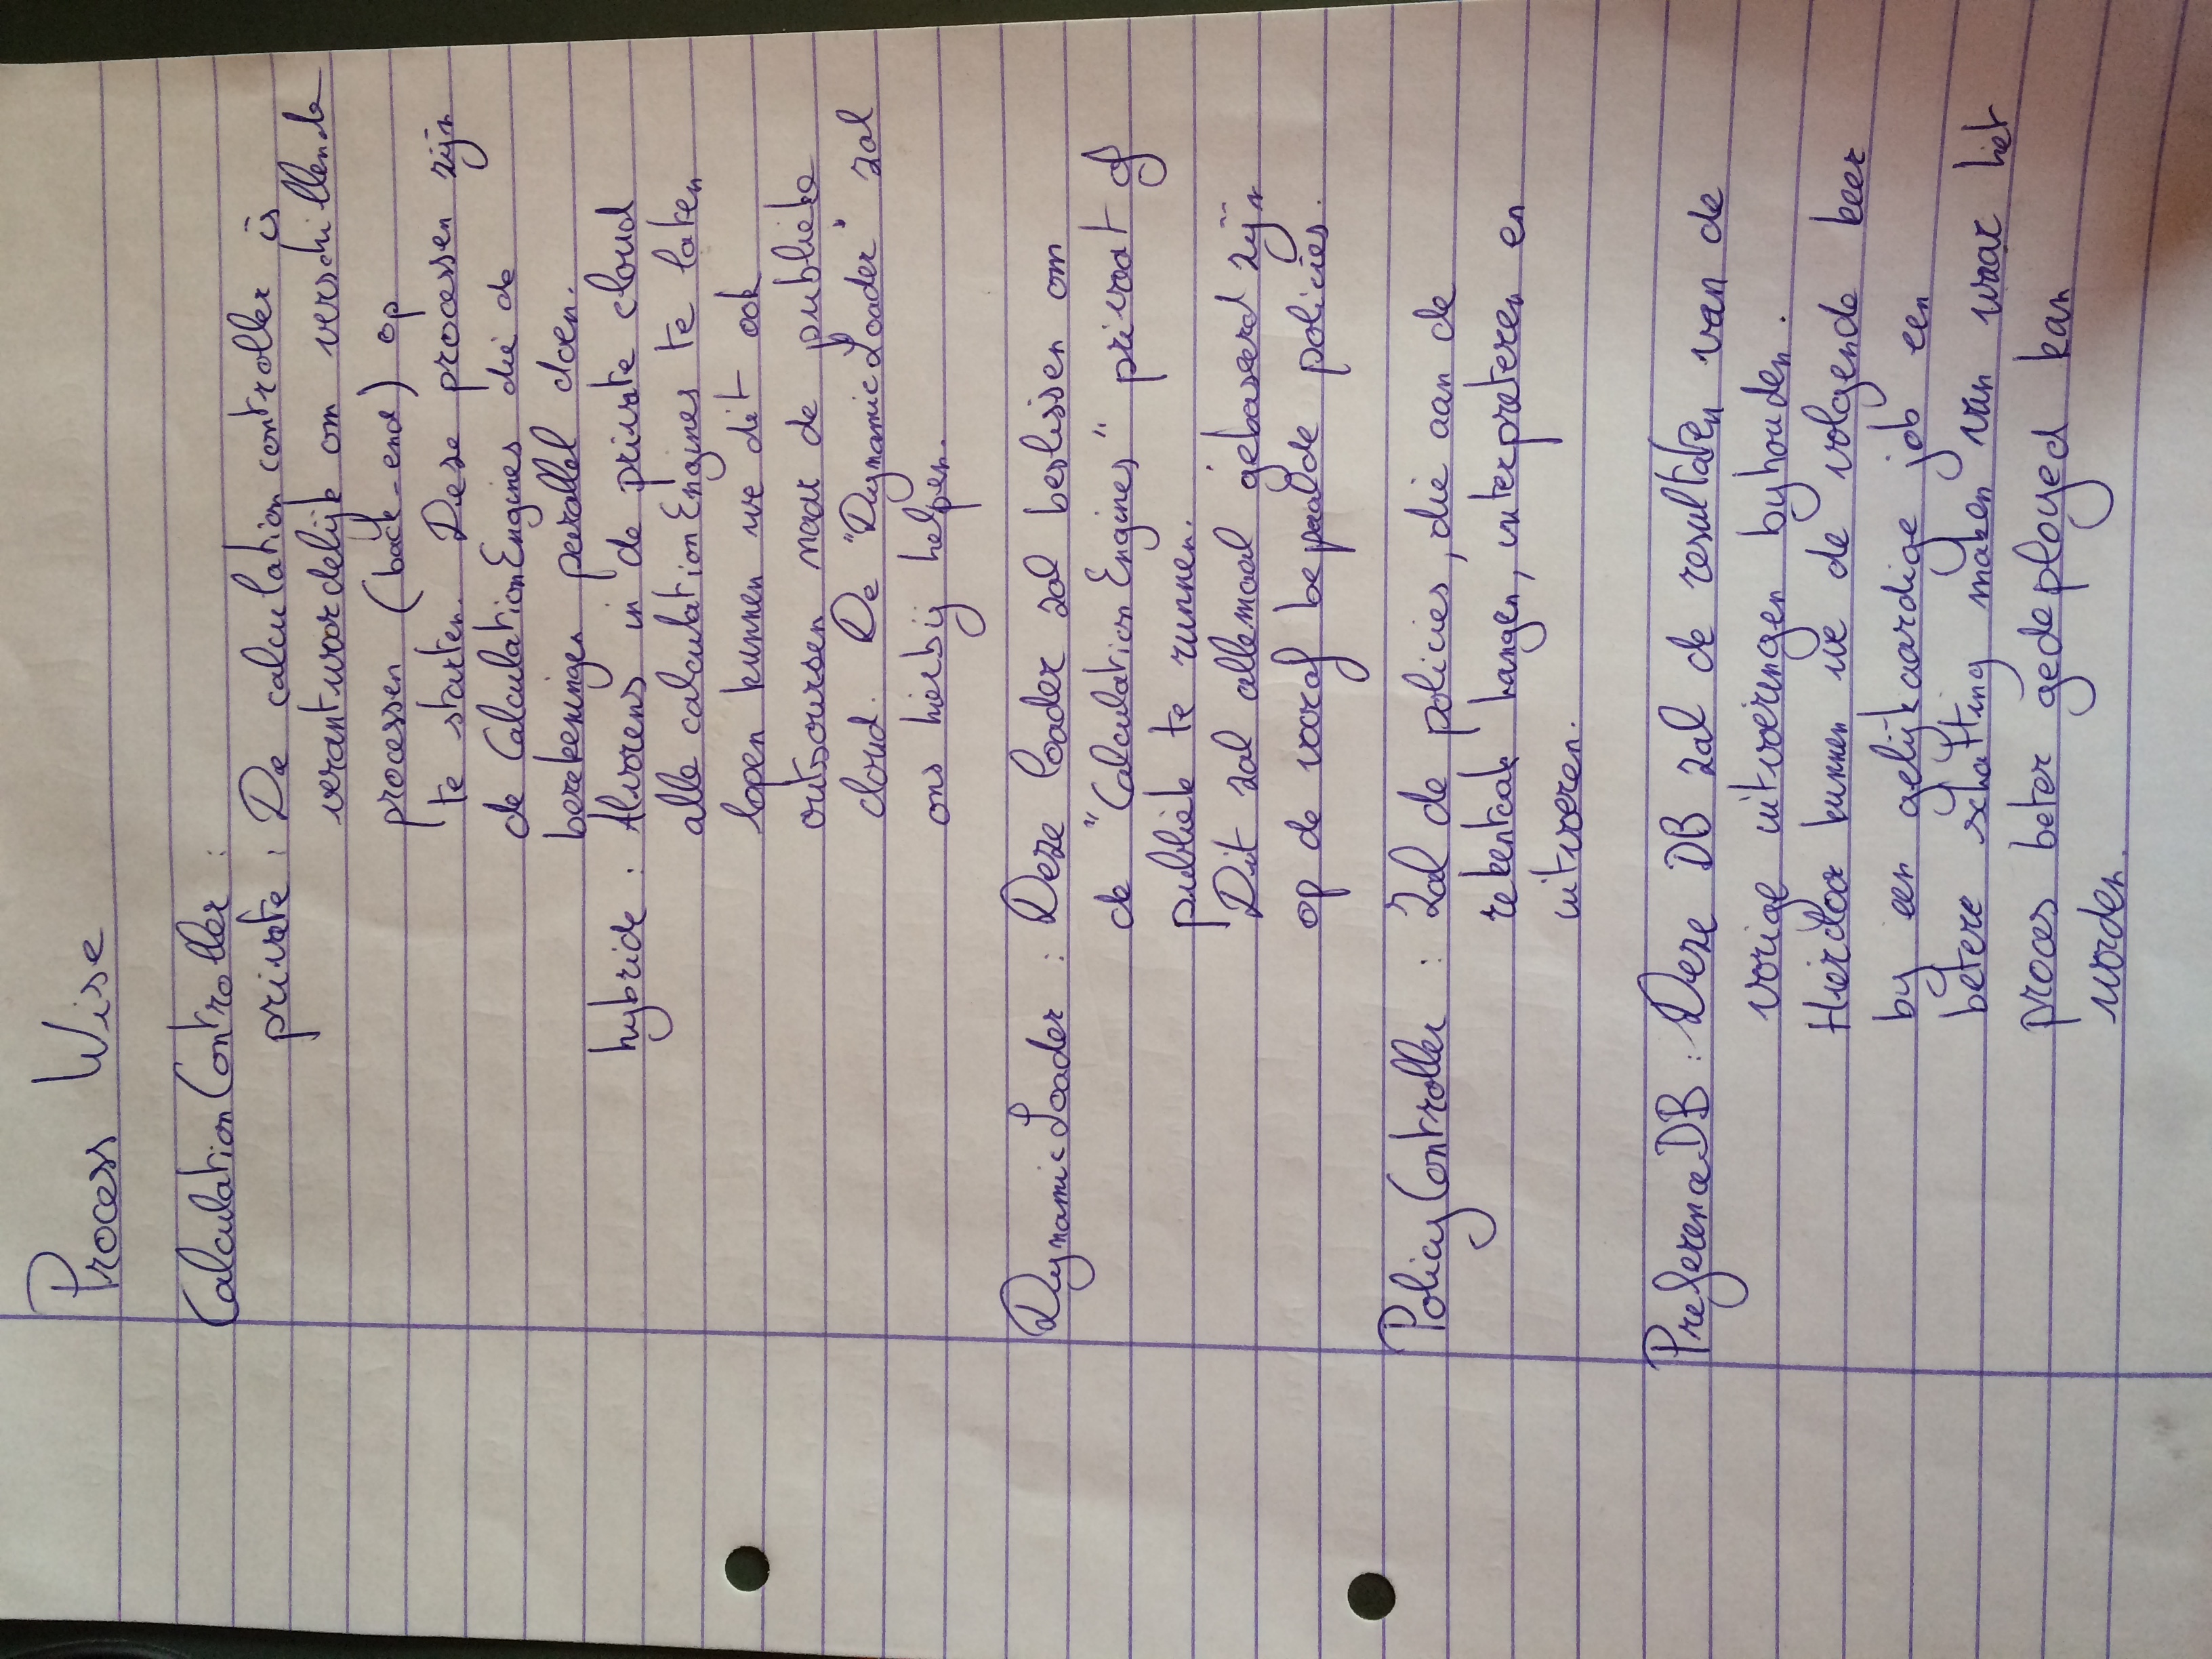 Process Wise
CalculationController :
private : De calculation controller is
verantwoordelijk om verschillende
processen (back-end) op
te starten. Deze processen zijn
de CalculationEngines die de
berekeningen parallel doen.
hybride : Alvorens in de private cloud
alle calculationEngines te laten
lopen kunnen we dit ook
outsoursen naar de publieke
cloud. De "DynamicLoader" zal
ons hierbij helpen.
DynamicLoader : Deze loader zal beslissen om
de "CalculationEngines" privaat of
publiek te runnen.
Dit zal allemaal gebaseerd zijn
op de vooraf bepaalde policies.
PolicyController : Zal de policies, die aan de
rekentaak hangen, interpreteren en
uitvoeren.
PreferenceDB : Deze DB zal de resultaten van de
vorige uitvoeringen byhouden.
Hierdoor kunnen we de volgende keer
by een gelijkaardige job een
betere schatting maken van waar het
proces beter gedeployed kan
worden.